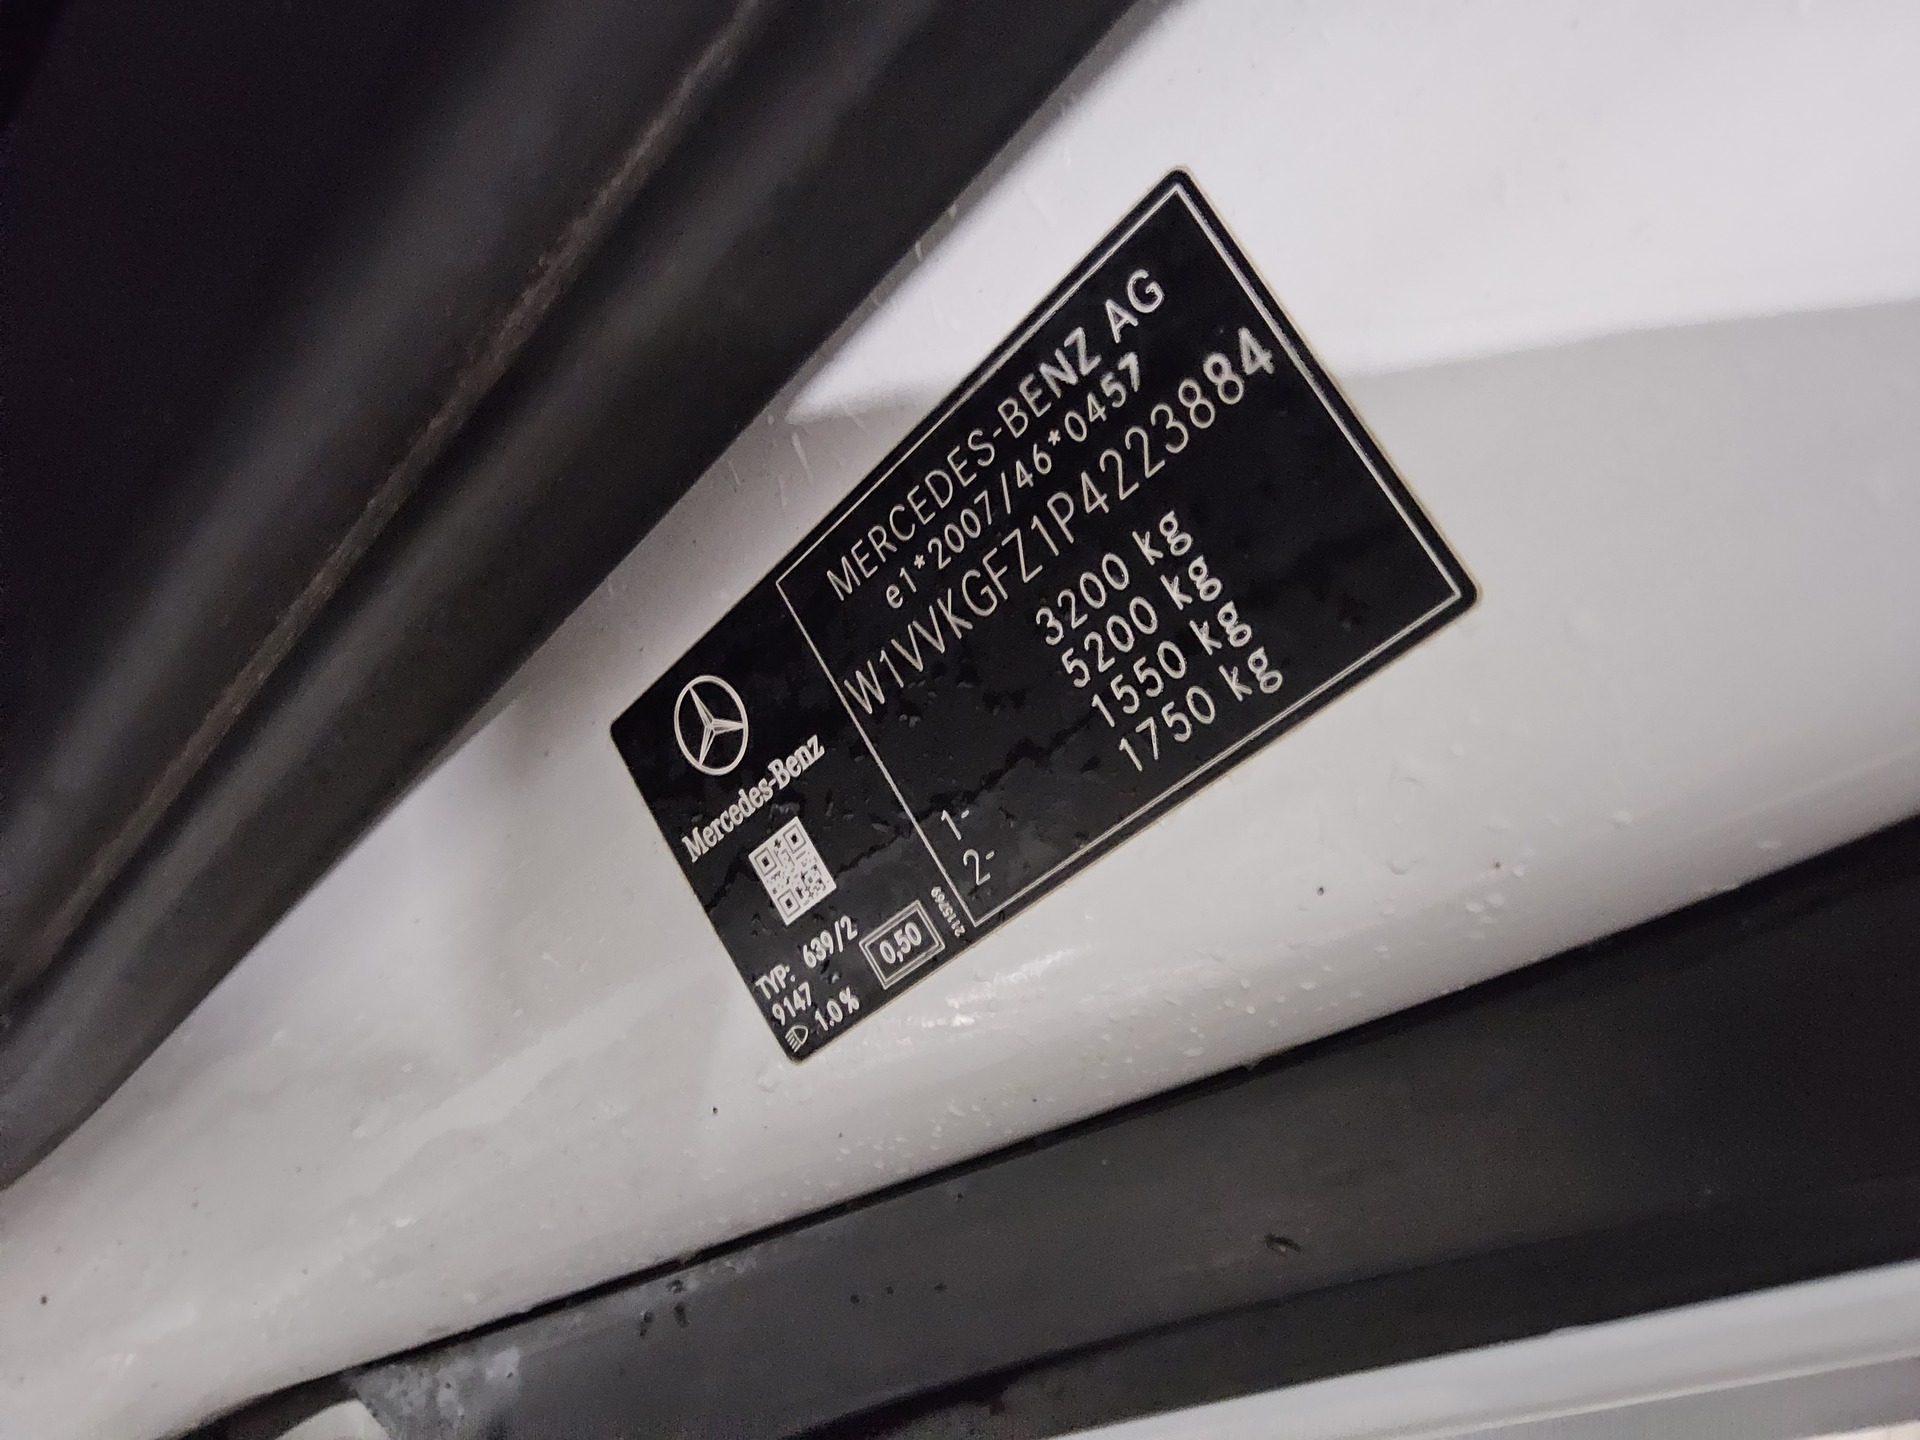 MERCEDES-BENZ AG
e1*2007/46*0457
W1VVKGFZ1P4223884
3200 kg
5200 kg
1- 1550 kg
2- 1750 kg
Mercedes-Benz
TYP: 639/2
9147
1.0%
0,50
2115769